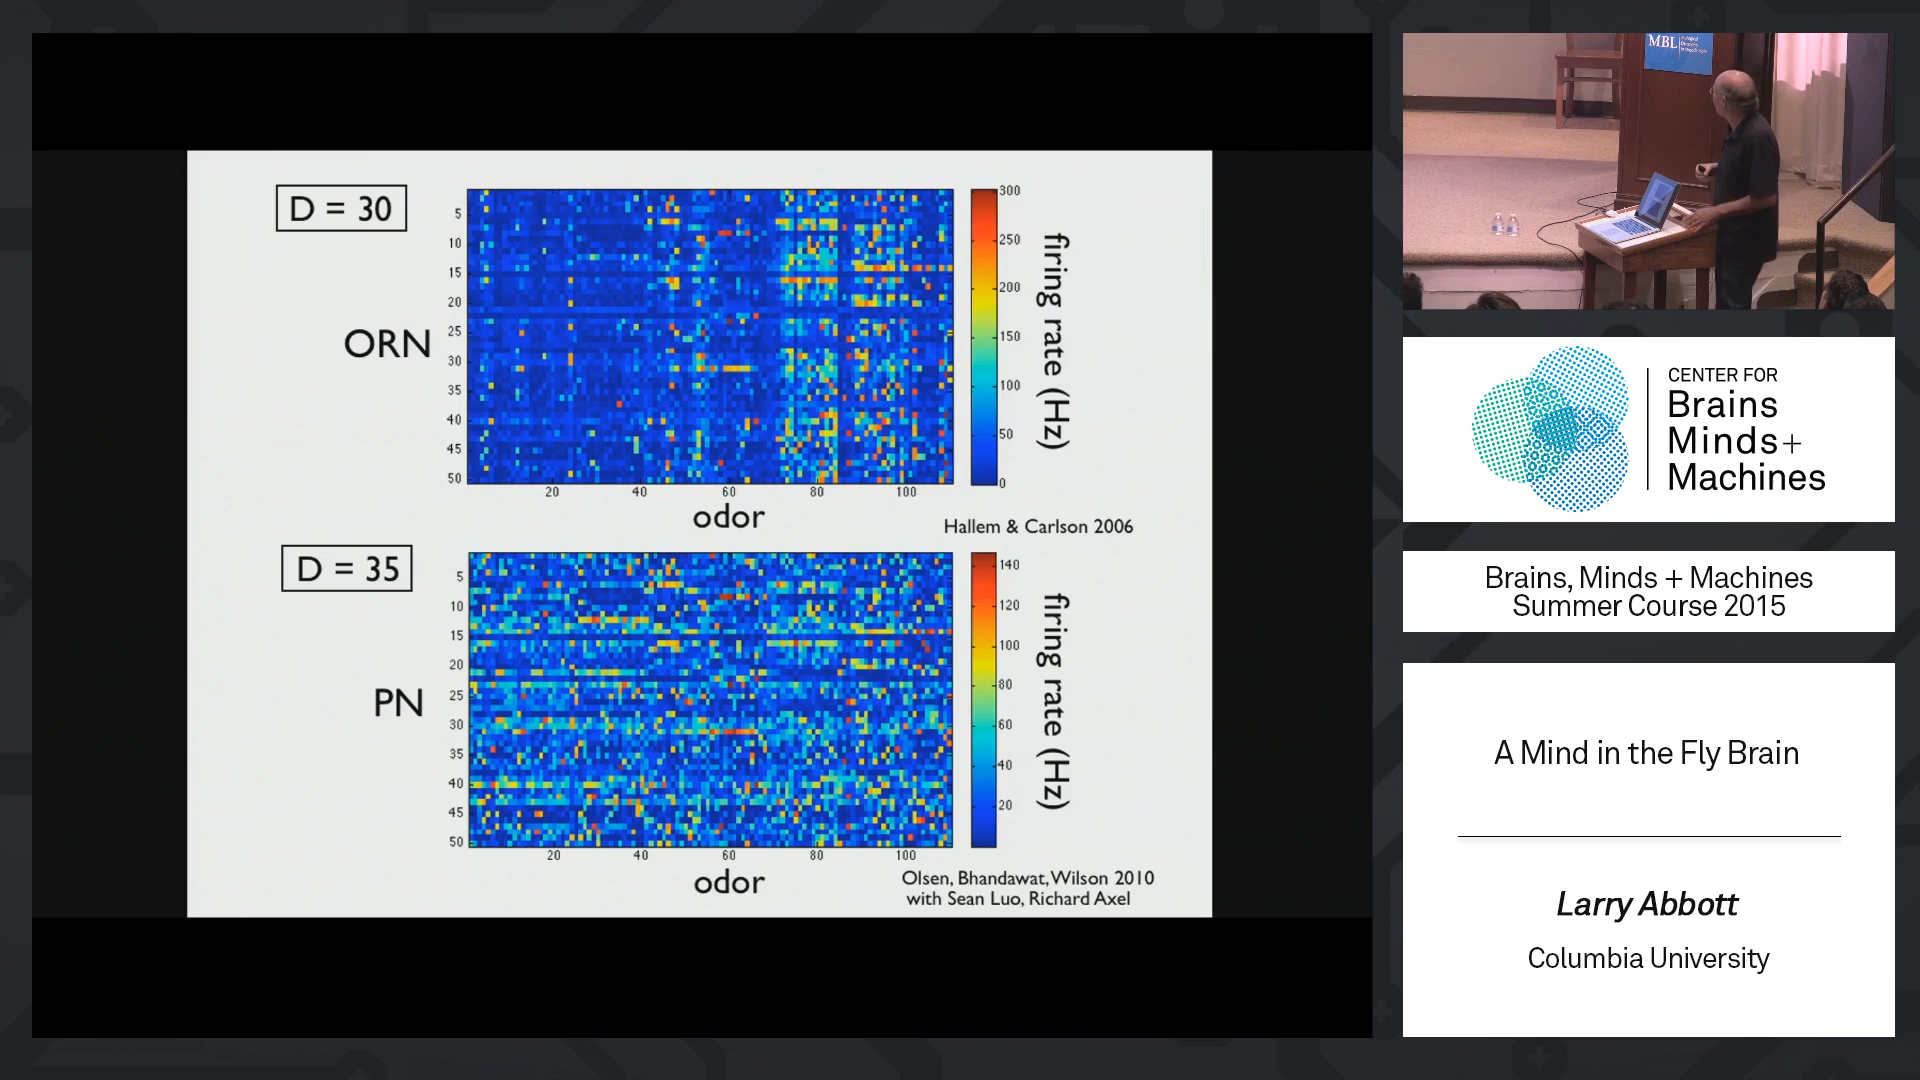 D = 30
ORN
5
10
15
20
25
30
35
40
45
50
20
40
60
80
100
odor
300
250
200
150
100
50
0
firing rate (Hz)
Hallem & Carlson 2006
D = 35
PN
5
10
15
20
25
30
35
40
45
50
20
40
60
80
100
odor
140
120
100
80
60
40
20
firing rate (Hz)
Olsen, Bhandawat, Wilson 2010
with Sean Luo, Richard Axel
MBL
CENTER FOR
Brains
Minds+
Machines
Brains, Minds + Machines
Summer Course 2015
A Mind in the Fly Brain
Larry Abbott
Columbia University